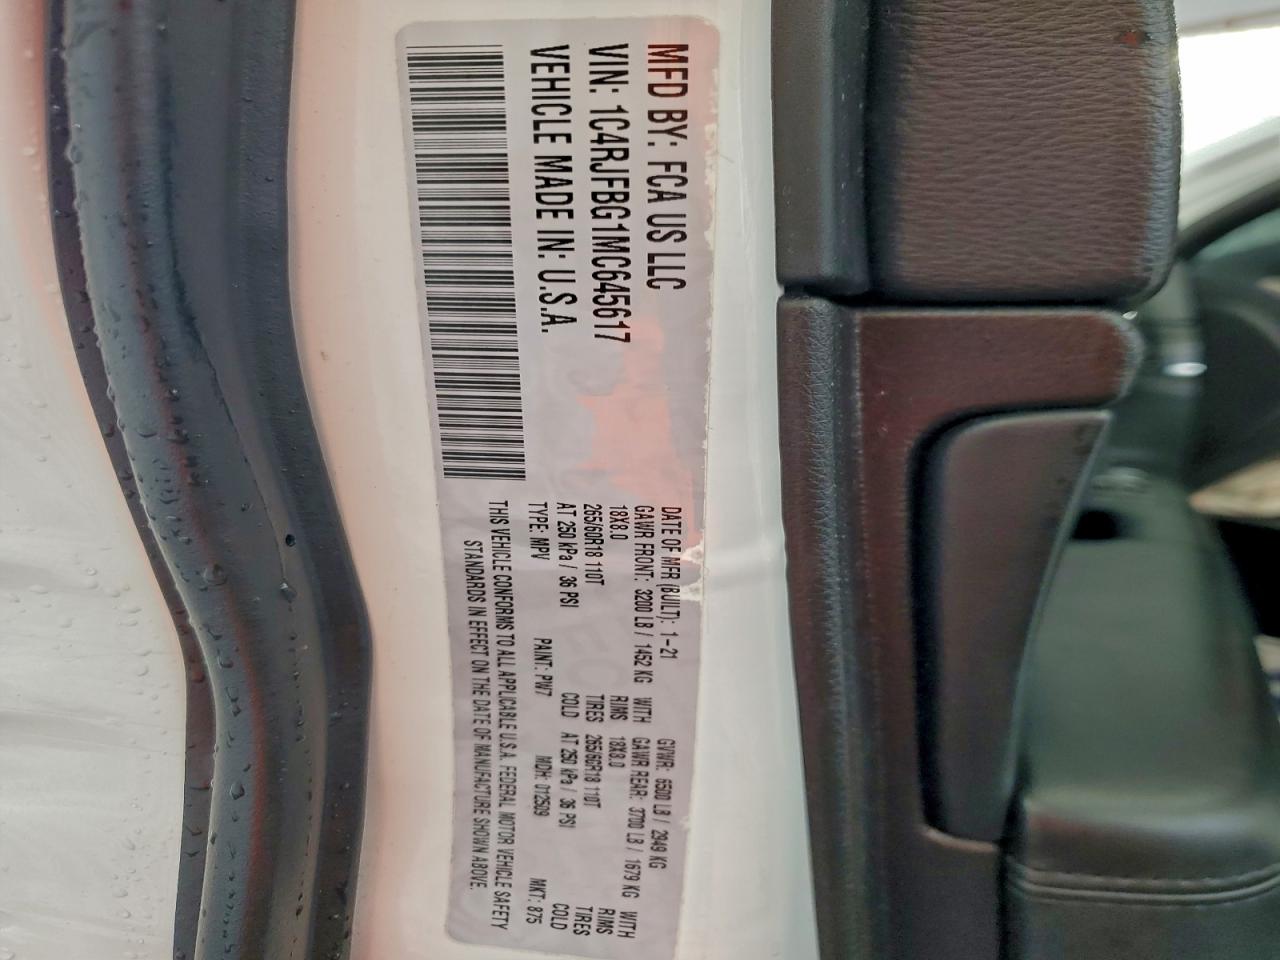 MFD BY: FCA US LLC
VIN: 1C4RJFBG1MC645617
VEHICLE MADE IN: U.S.A.
DATE OF MFR (BUILT): 1-21 GVWR: 6500 LB / 2949 KG
GAWR FRONT: 3200 LB / 1452 KG WITH GAWR REAR: 3700 LB / 1679 KG WITH
18X8.0 RIMS 18X8.0 RIMS
265/60R18 110T TIRES 265/60R18 110T TIRES
AT 250 kPa / 36 PSI COLD AT 250 kPa / 36 PSI COLD
TYPE: MPV PAINT: PW7 MDH: 012509 MKT: 875
THIS VEHICLE CONFORMS TO ALL APPLICABLE U.S.A. FEDERAL MOTOR VEHICLE SAFETY
STANDARDS IN EFFECT ON THE DATE OF MANUFACTURE SHOWN ABOVE.